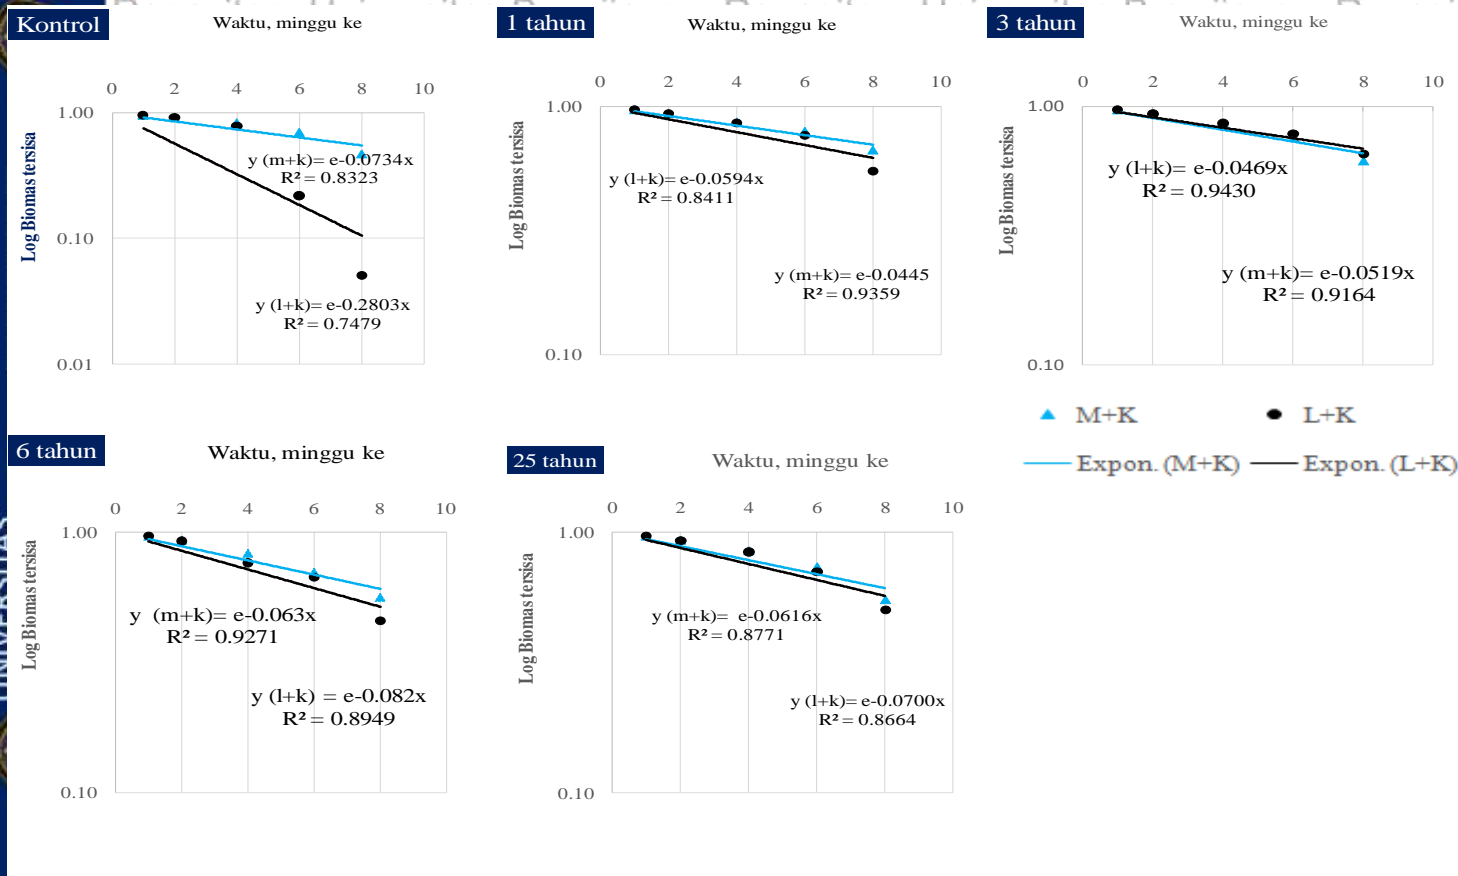 Kontrol
Waktu, minggu ke
0 2 4 6 8 10
1.00
0.10
0.01
Log Biomas tersisa
y (m+k)= e-0.0734x
R² = 0.8323
y (l+k)= e-0.2803x
R² = 0.7479
1 tahun
Waktu, minggu ke
0 2 4 6 8 10
1.00
0.10
Log Biomas tersisa
y (l+k)= e-0.0594x
R² = 0.8411
y (m+k)= e-0.0445
R² = 0.9359
3 tahun
Waktu, minggu ke
0 2 4 6 8 10
1.00
0.10
Log Biomas tersisa
y (l+k)= e-0.0469x
R² = 0.9430
y (m+k)= e-0.0519x
R² = 0.9164
M+K L+K
Expon. (M+K) Expon. (L+K)
6 tahun
Waktu, minggu ke
0 2 4 6 8 10
1.00
0.10
Log Biomas tersisa
y (m+k)= e-0.063x
R² = 0.9271
y (l+k) = e-0.082x
R² = 0.8949
25 tahun
Waktu, minggu ke
0 2 4 6 8 10
1.00
0.10
Log Biomas tersisa
y (m+k)= e-0.0616x
R² = 0.8771
y (l+k)= e-0.0700x
R² = 0.8664